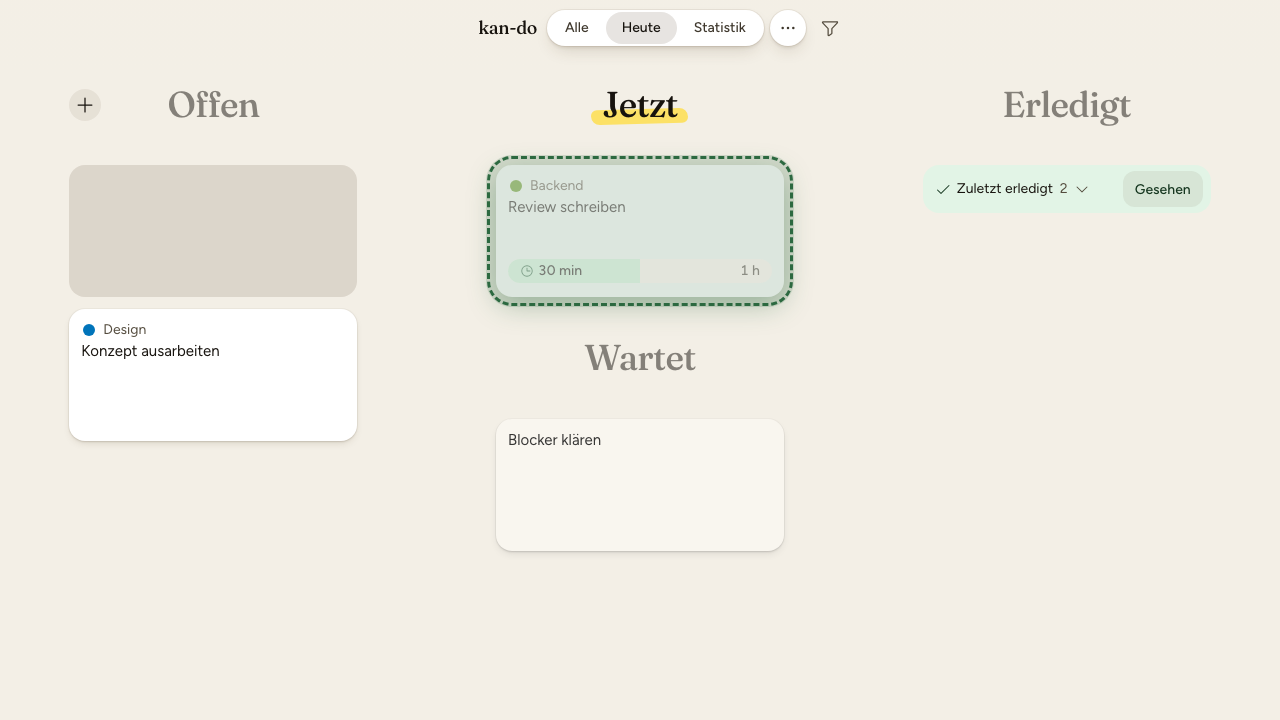 kan-do
Alle
Heute
Statistik
Offen
Design
Konzept ausarbeiten
Jetzt
Backend
Review schreiben
30 min
1 h
Wartet
Blocker klären
Erledigt
Zuletzt erledigt 2
Gesehen